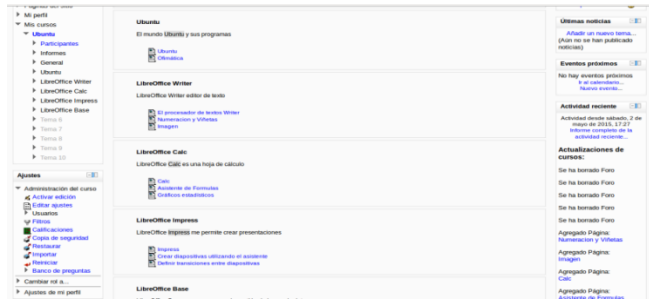 Páginas del sitio
Mi perfil
Mis cursos
Ubuntu
Participantes
Informes
General
Ubuntu
LibreOffice Writer
LibreOffice Calc
LibreOffice Impress
LibreOffice Base
Tema 6
Tema 7
Tema 8
Tema 9
Tema 10
Ajustes
Administración del curso
Activar edición
Editar ajustes
Usuarios
Filtros
Calificaciones
Copia de seguridad
Restaurar
Importar
Reiniciar
Banco de preguntas
Cambiar rol a...
Ajustes de mi perfil
Ubuntu
El mundo Ubuntu y sus programas
Ubuntu
Ofimática
LibreOffice Writer
LibreOffice Writer editor de texto
El procesador de textos Writer
Numeracion y Viñetas
Imagen
LibreOffice Calc
LibreOffice Calc es una hoja de cálculo
Calc
Asistente de Formulas
Gráficos estadísticos
LibreOffice Impress
LibreOffice Impress me permite crear presentaciones
Impress
Crear diapositivas utilizando el asistente
Definir transiciones entre diapositivas
LibreOffice Base
Últimas noticias
Añadir un nuevo tema...
(Aún no se han publicado
noticias)
Eventos próximos
No hay eventos próximos
Ir al calendario...
Nuevo evento...
Actividad reciente
Actividad desde sábado, 2 de
mayo de 2015, 17:27
Informe completo de la
actividad reciente...
Actualizaciones de
cursos:
Se ha borrado Foro
Se ha borrado Foro
Se ha borrado Foro
Se ha borrado Foro
Agregado Página:
Numeracion y Viñetas
Agregado Página:
Imagen
Agregado Página:
Calc
Agregado Página:
Asistente de Formulas